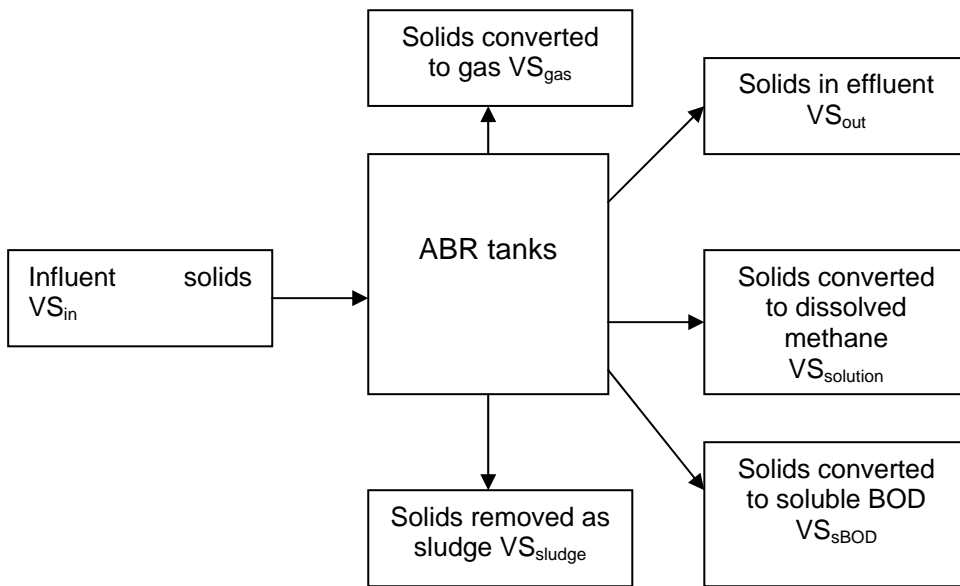 Solids converted
to gas VSgas
Solids in effluent
VSout
ABR tanks
Influent solids
VSin
Solids converted
to dissolved
methane
VSsolution
Solids removed as
sludge VSsludge
Solids converted
to soluble BOD
VSsBOD